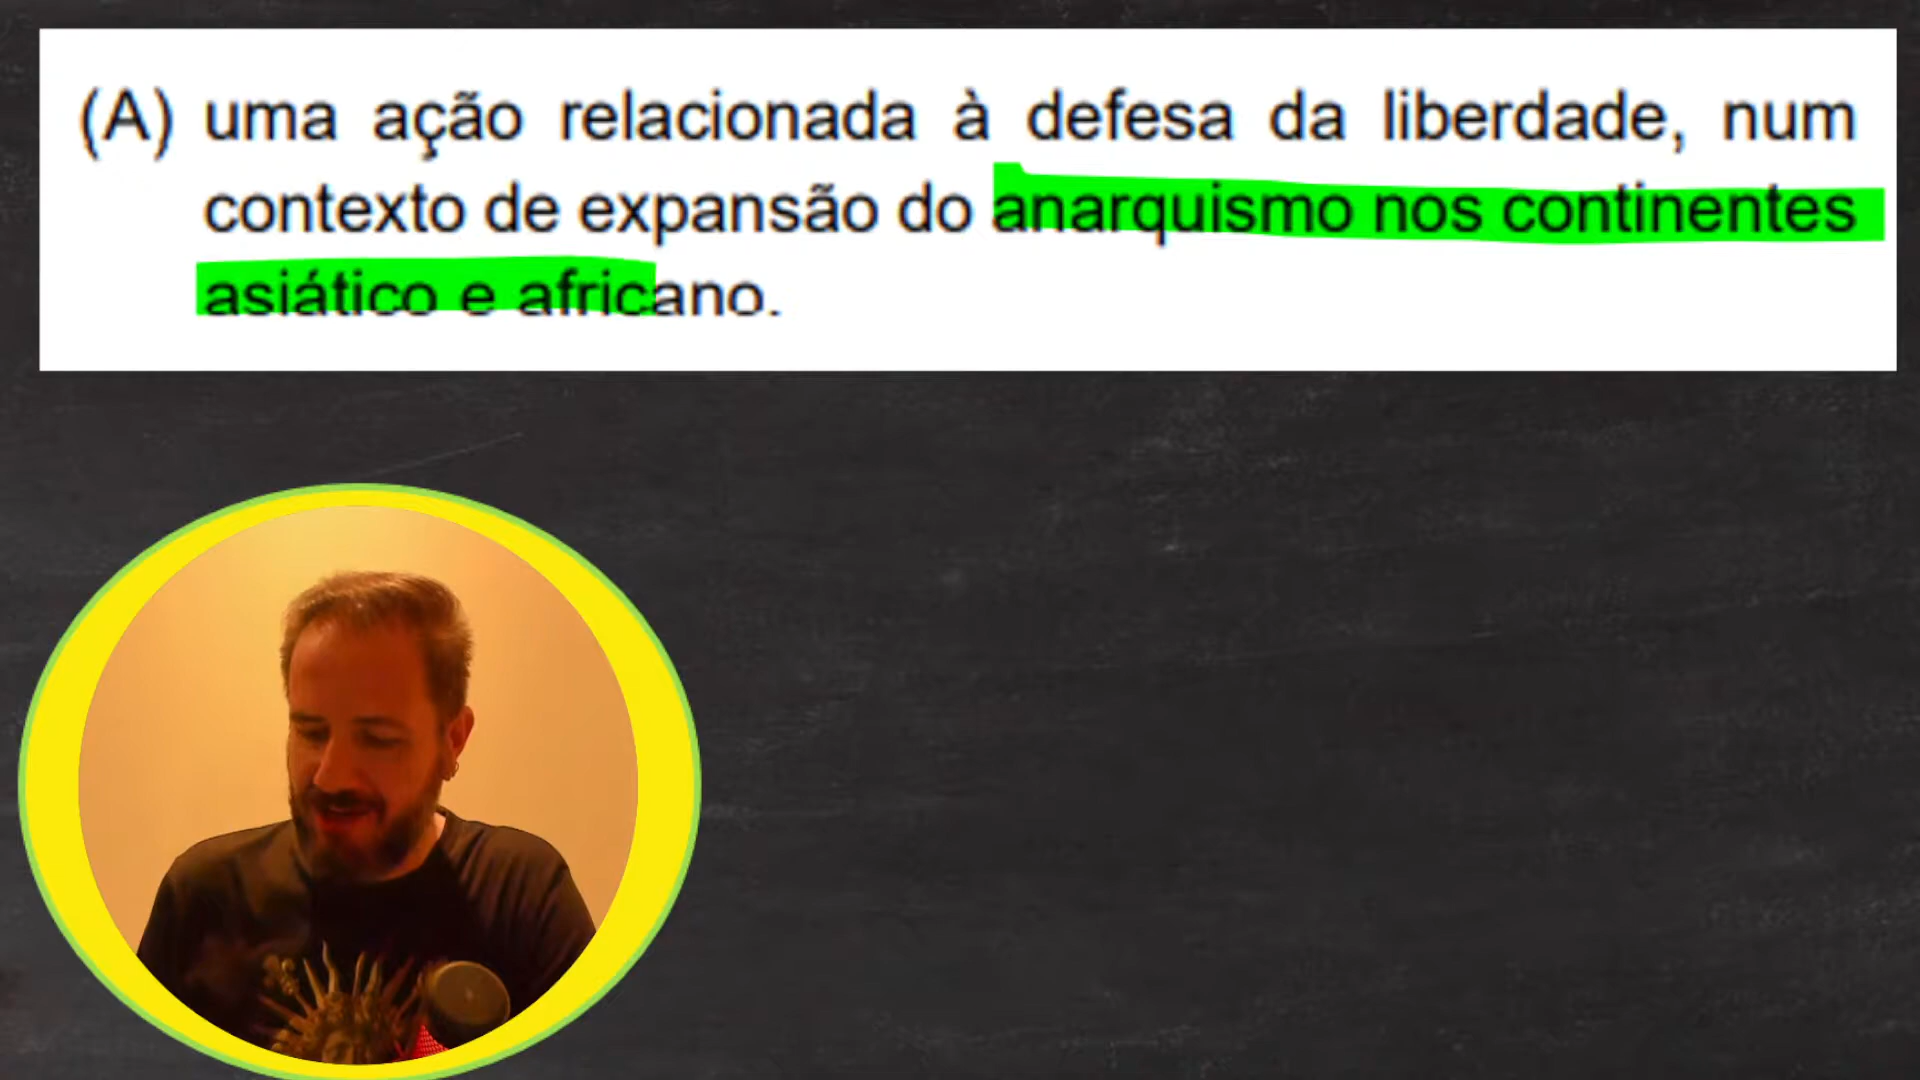 (A) uma ação relacionada à defesa da liberdade, num
contexto de expansão do anarquismo nos continentes
asiático e africano.